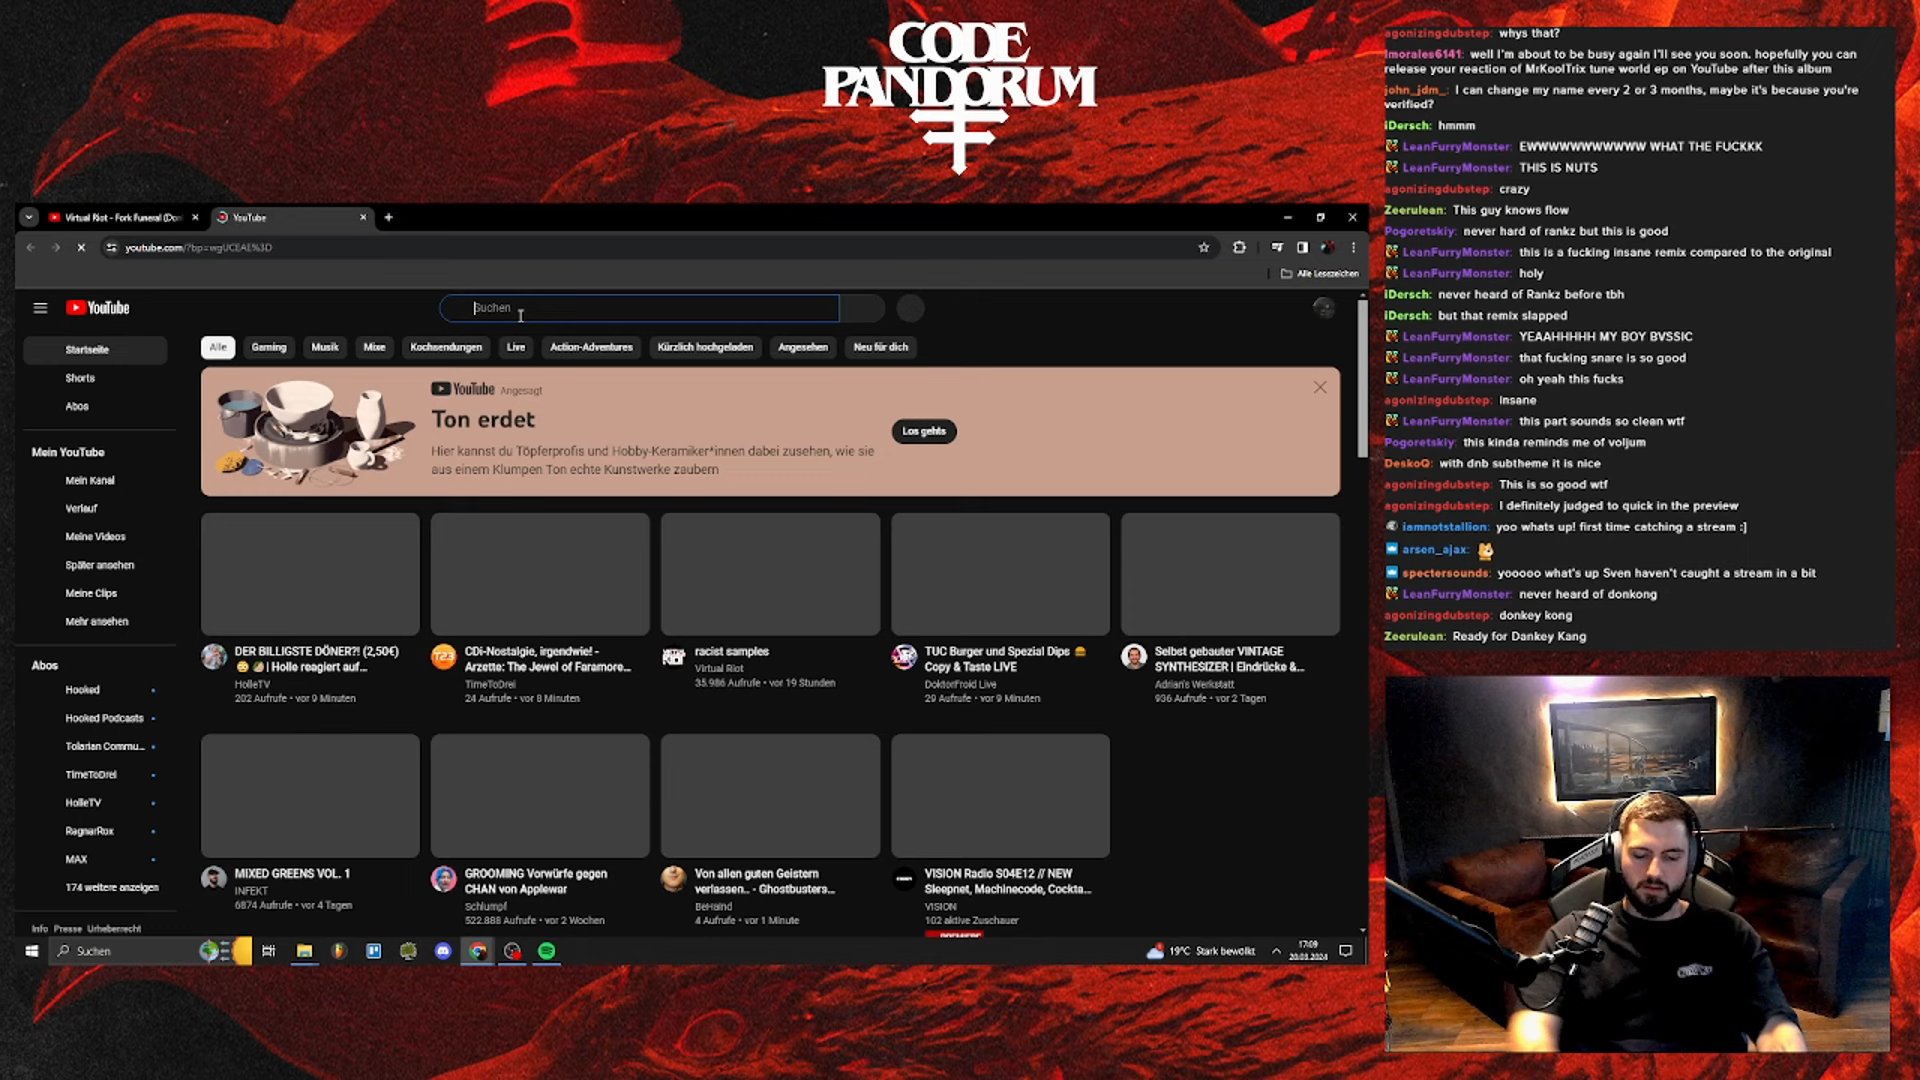 CODE
PANDORUM
Virtual Riot - Fork Funeral (Don
YouTube
youtube.com/?bp=wgUCEAE%3D
Alle Lesezeichen
YouTube
Suchen
Startseite
Shorts
Abos
Mein YouTube
Mein Kanal
Verlauf
Meine Videos
Später ansehen
Meine Clips
Mehr ansehen
Abos
Hooked
Hooked Podcasts
Tolarian Commu...
TimeToDrei
HolleTV
RagnarRox
MAX
174 weitere anzeigen
Info Presse Urheberrecht
Alle
Gaming
Musik
Mixe
Kochsendungen
Live
Action-Adventures
Kürzlich hochgeladen
Angesehen
Neu für dich
YouTube Angesagt
Ton erdet
Hier kannst du Töpferprofis und Hobby-Keramiker*innen dabei zusehen, wie sie
aus einem Klumpen Ton echte Kunstwerke zaubern
Los gehts
DER BILLIGSTE DÖNER?! (2,50€)
| Holle reagiert auf...
HolleTV
202 Aufrufe • vor 9 Minuten
CDi-Nostalgie, irgendwie! -
Arzette: The Jewel of Faramore...
TimeToDrei
24 Aufrufe • vor 8 Minuten
racist samples
Virtual Riot
35.986 Aufrufe • vor 19 Stunden
TUC Burger und Spezial Dips 🍔
Copy & Taste LIVE
DoktorFroid Live
29 Aufrufe • vor 9 Minuten
Selbst gebauter VINTAGE
SYNTHESIZER | Eindrücke &...
Adrian's Werkstatt
936 Aufrufe • vor 2 Tagen
MIXED GREENS VOL. 1
INFEKT
6874 Aufrufe • vor 4 Tagen
GROOMING Vorwürfe gegen
CHAN von Applewar
Schlumpf
522.888 Aufrufe • vor 2 Wochen
Von allen guten Geistern
verlassen... - Ghostbusters...
BeHaind
4 Aufrufe • vor 1 Minute
VISION Radio S04E12 // NEW
Sleepnet, Machinecode, Cockta...
VISION
102 aktive Zuschauer
PREMIERE
Suchen
19°C Stark bewölkt
17:09
20.03.2024
agonizingdubstep: whys that?
lmorales6141: well I'm about to be busy again I'll see you soon. hopefully you can
release your reaction of MrKoolTrix tune world ep on YouTube after this album
john_jdm_: I can change my name every 2 or 3 months, maybe it's because you're
verified?
iDersch: hmmm
LeanFurryMonster: EWWWWWWWWWWW WHAT THE FUCKKK
LeanFurryMonster: THIS IS NUTS
agonizingdubstep: crazy
Zeerulean: This guy knows flow
Pogoretskiy: never hard of rankz but this is good
LeanFurryMonster: this is a fucking insane remix compared to the original
LeanFurryMonster: holy
iDersch: never heard of Rankz before tbh
iDersch: but that remix slapped
LeanFurryMonster: YEAAHHHHH MY BOY BVSSIC
LeanFurryMonster: that fucking snare is so good
LeanFurryMonster: oh yeah this fucks
agonizingdubstep: Insane
LeanFurryMonster: this part sounds so clean wtf
Pogoretskiy: this kinda reminds me of voljum
DeskoQ: with dnb subtheme it is nice
agonizingdubstep: This is so good wtf
agonizingdubstep: I definitely judged to quick in the preview
iamnotstallion: yoo whats up! first time catching a stream :]
arsen_ajax:
spectersounds: yooooo what's up Sven haven't caught a stream in a bit
LeanFurryMonster: never heard of donkong
agonizingdubstep: donkey kong
Zeerulean: Ready for Dankey Kang